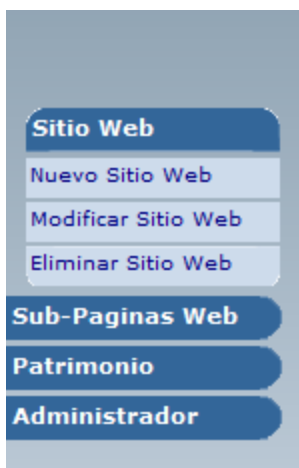 Sitio Web
Nuevo Sitio Web
Modificar Sitio Web
Eliminar Sitio Web
Sub-Paginas Web
Patrimonio
Administrador